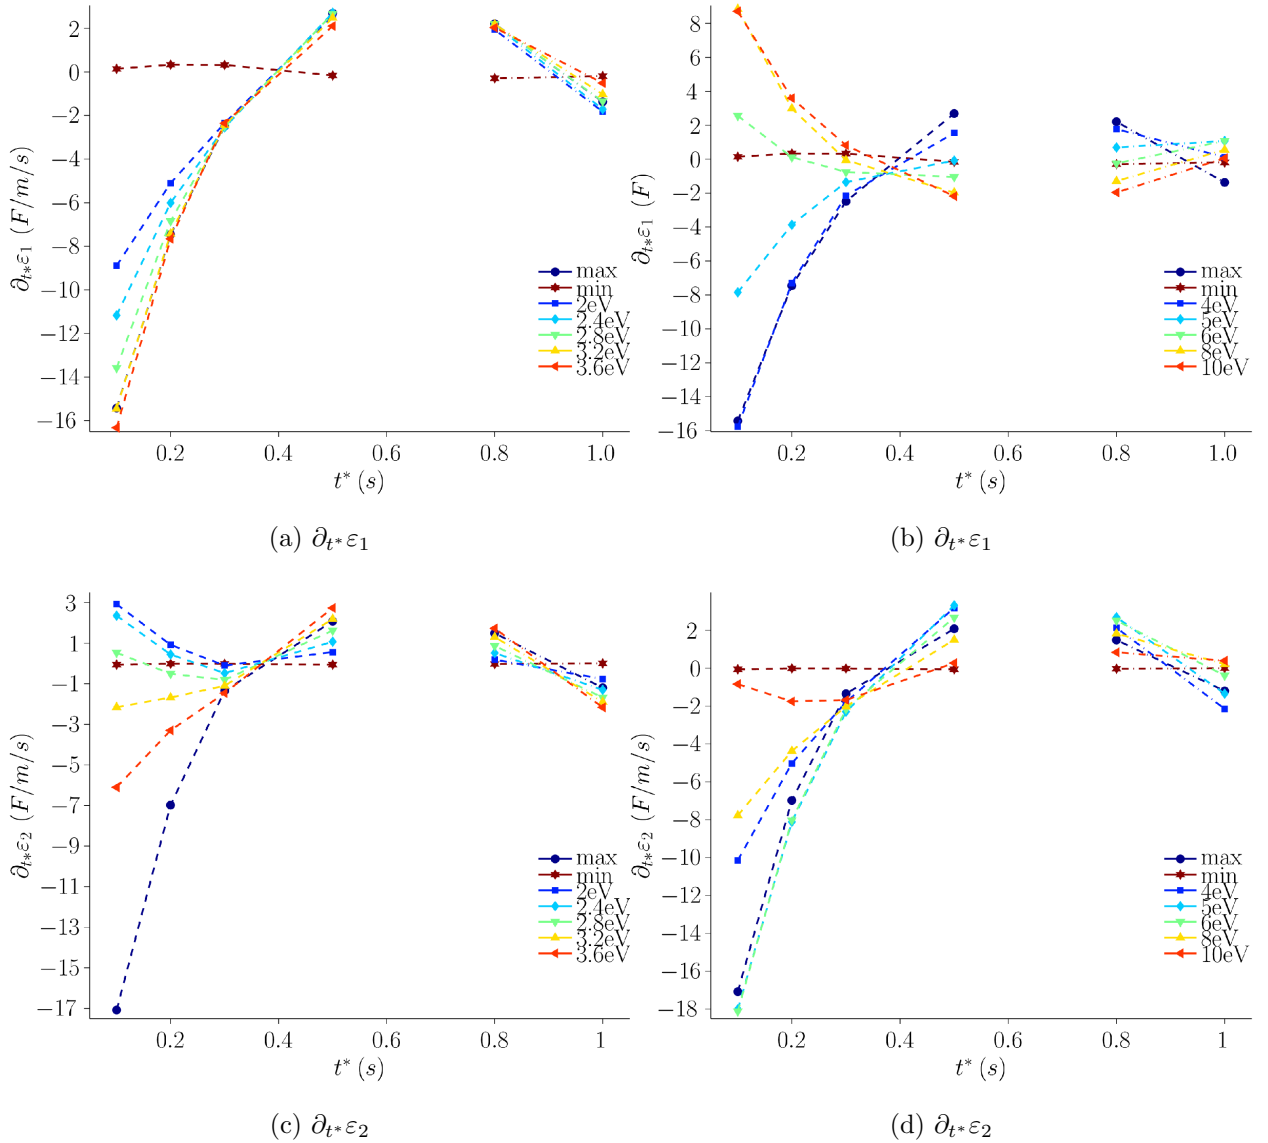 2
0
−2
−4
−6
−8
−10
−12
−14
−16
∂t*ε1 (F/m/s)
max
min
2eV
2.4eV
2.8eV
3.2eV
3.6eV
0.2 0.4 0.6 0.8 1.0
t* (s)
(a) ∂t*ε1
8
6
4
2
0
−2
−4
−6
−8
−10
−12
−14
−16
∂t*ε1 (F)
max
min
4eV
5eV
6eV
8eV
10eV
0.2 0.4 0.6 0.8 1.0
t* (s)
(b) ∂t*ε1
3
1
−1
−3
−5
−7
−9
−11
−13
−15
−17
∂t*ε2 (F/m/s)
max
min
2eV
2.4eV
2.8eV
3.2eV
3.6eV
0.2 0.4 0.6 0.8 1
t* (s)
(c) ∂t*ε2
2
0
−2
−4
−6
−8
−10
−12
−14
−16
−18
∂t*ε2 (F/m/s)
max
min
4eV
5eV
6eV
8eV
10eV
0.2 0.4 0.6 0.8 1
t* (s)
(d) ∂t*ε2